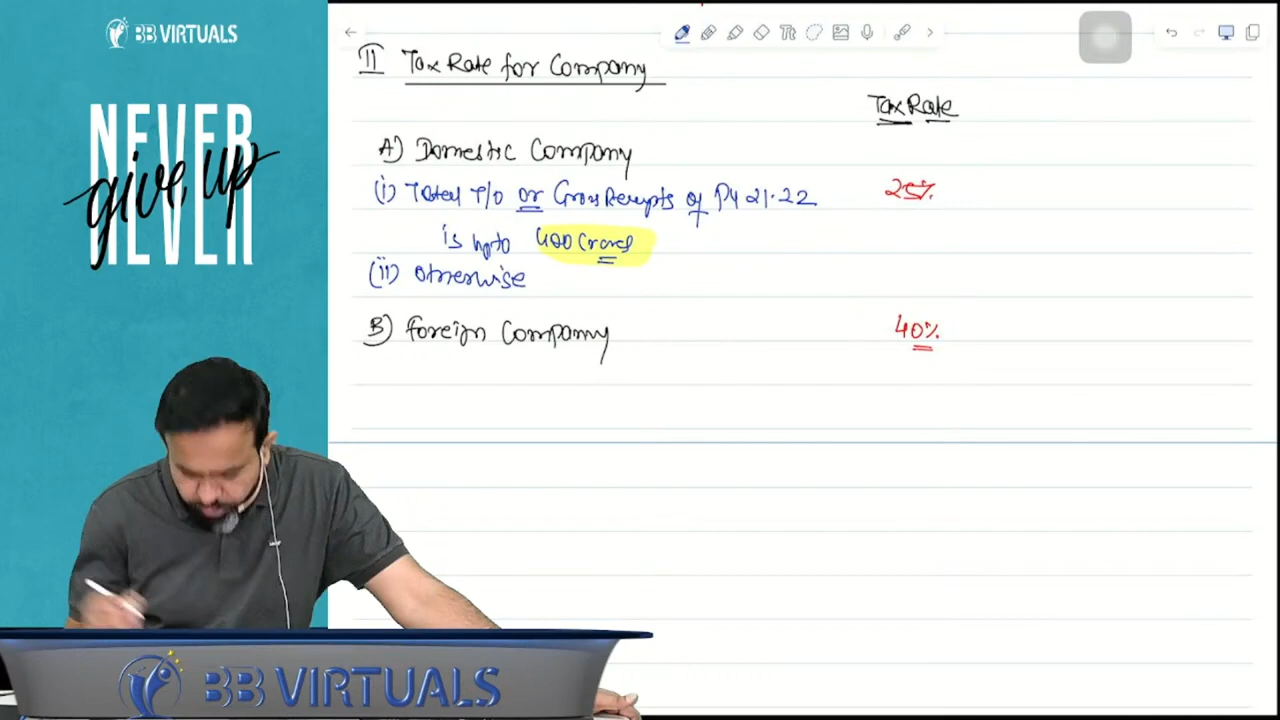 BB VIRTUALS
NEVER
give up
NEVER
II Tax Rate for Company
Tax Rate
A) Domestic Company
(i) Total T/O or Gross Receipts of PY 21-22
25%
is upto 400 Crores
(ii) Otherwise
B) Foreign Company
40%
BB VIRTUALS